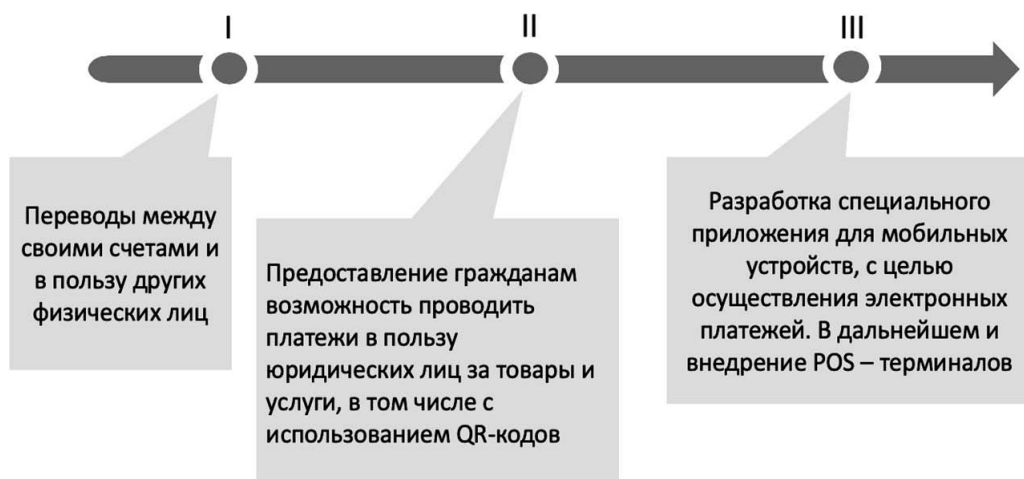 I
II
III
Переводы между
своими счетами и
в пользу других
физических лиц
Предоставление гражданам
возможность проводить
платежи в пользу
юридических лиц за товары и
услуги, в том числе с
использованием QR-кодов
Разработка специального
приложения для мобильных
устройств, с целью
осуществления электронных
платежей. В дальнейшем и
внедрение POS – терминалов